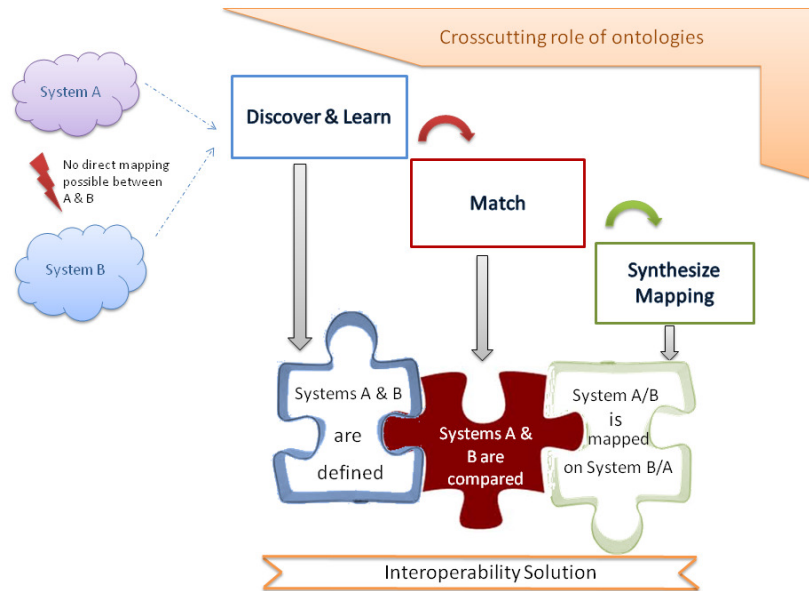 Crosscutting role of ontologies
System A
No direct mapping
possible between
A & B
System B
Discover & Learn
Match
Synthesize
Mapping
Systems A & B
are
defined
Systems A &
B are
compared
System A/B
is
mapped
on System B/A
Interoperability Solution